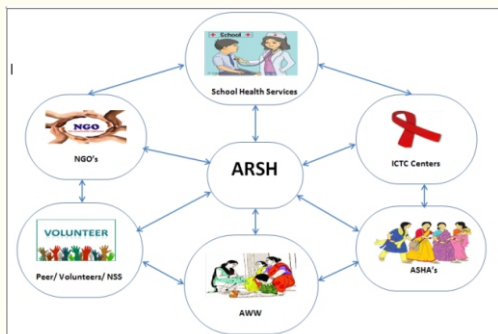 School
School Health Services
NGO
NGO's
ICTC Centers
ARSH
VOLUNTEER
Peer/ Volunteers/ NSS
AWW
ASHA's